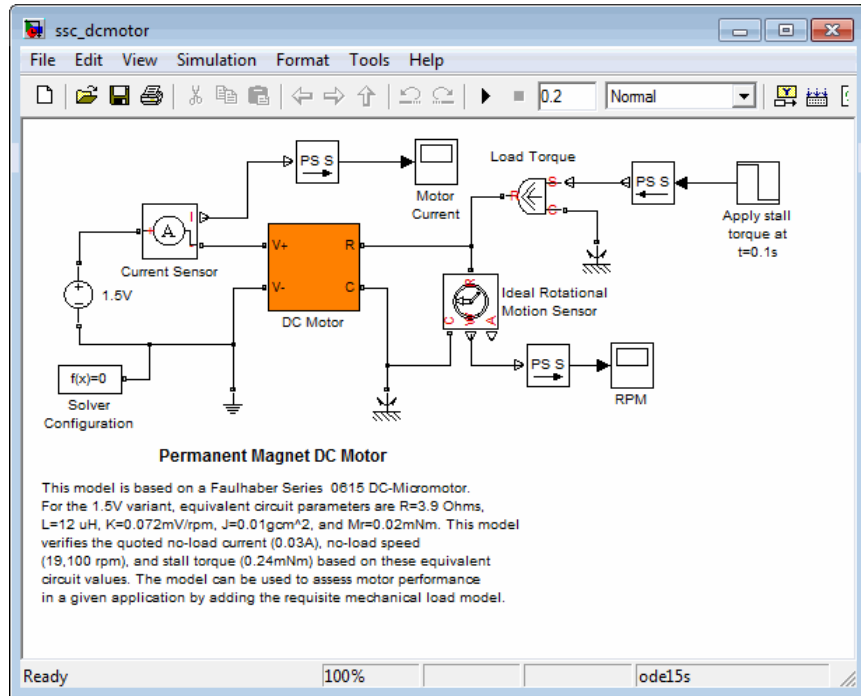 ssc_dcmotor
File Edit View Simulation Format Tools Help
0.2 Normal
PS S
Motor
Current
Load Torque
R
S
C
PS S
Apply stall
torque at
t=0.1s
A
+
I
-
Current Sensor
V+
R
V-
C
DC Motor
1.5V
R
C
W
A
Ideal Rotational
Motion Sensor
PS S
RPM
f(x)=0
Solver
Configuration
Permanent Magnet DC Motor
This model is based on a Faulhaber Series 0615 DC-Micromotor.
For the 1.5V variant, equivalent circuit parameters are R=3.9 Ohms,
L=12 uH, K=0.072mV/rpm, J=0.01gcm^2, and Mr=0.02mNm. This model
verifies the quoted no-load current (0.03A), no-load speed
(19,100 rpm), and stall torque (0.24mNm) based on these equivalent
circuit values. The model can be used to assess motor performance
in a given application by adding the requisite mechanical load model.
Ready 100% ode15s